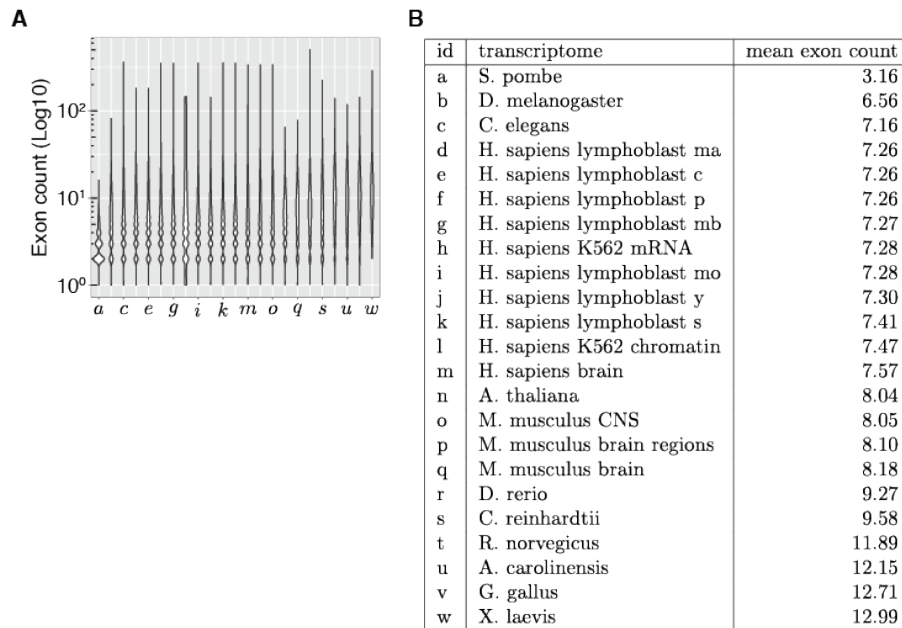 A
B
Exon count (Log10)
10²
10¹
10⁰
a c e g i k m o q s u w
id transcriptome mean exon count
a S. pombe 3.16
b D. melanogaster 6.56
c C. elegans 7.16
d H. sapiens lymphoblast ma 7.26
e H. sapiens lymphoblast c 7.26
f H. sapiens lymphoblast p 7.26
g H. sapiens lymphoblast mb 7.27
h H. sapiens K562 mRNA 7.28
i H. sapiens lymphoblast mo 7.28
j H. sapiens lymphoblast y 7.30
k H. sapiens lymphoblast s 7.41
l H. sapiens K562 chromatin 7.47
m H. sapiens brain 7.57
n A. thaliana 8.04
o M. musculus CNS 8.05
p M. musculus brain regions 8.10
q M. musculus brain 8.18
r D. rerio 9.27
s C. reinhardtii 9.58
t R. norvegicus 11.89
u A. carolinensis 12.15
v G. gallus 12.71
w X. laevis 12.99